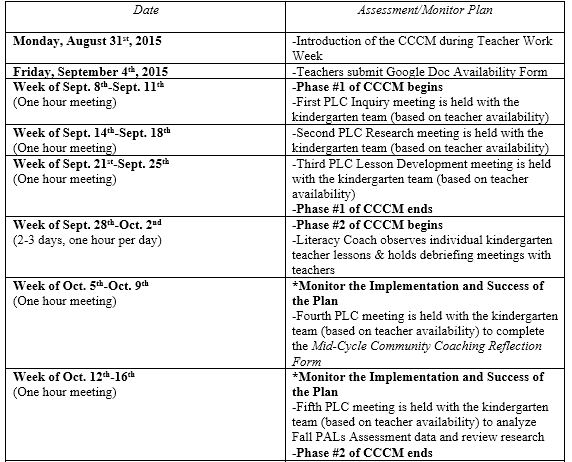 Date
Assessment/Monitor Plan
Monday, August 31st, 2015
-Introduction of the CCCM during Teacher Work
Week
Friday, September 4th, 2015
-Teachers submit Google Doc Availability Form
Week of Sept. 8th-Sept. 11th
(One hour meeting)
-Phase #1 of CCCM begins
-First PLC Inquiry meeting is held with the
kindergarten team (based on teacher availability)
Week of Sept. 14th-Sept. 18th
(One hour meeting)
-Second PLC Research meeting is held with the
kindergarten team (based on teacher availability)
Week of Sept. 21st-Sept. 25th
(One hour meeting)
-Third PLC Lesson Development meeting is held
with the kindergarten team (based on teacher
availability)
-Phase #1 of CCCM ends
Week of Sept. 28th-Oct. 2nd
(2-3 days, one hour per day)
-Phase #2 of CCCM begins
-Literacy Coach observes individual kindergarten
teacher lessons & holds debriefing meetings with
teachers
Week of Oct. 5th-Oct. 9th
(One hour meeting)
*Monitor the Implementation and Success of
the Plan
-Fourth PLC meeting is held with the kindergarten
team (based on teacher availability) to complete
the Mid-Cycle Community Coaching Reflection
Form
Week of Oct. 12th-16th
(One hour meeting)
*Monitor the Implementation and Success of
the Plan
-Fifth PLC meeting is held with the kindergarten
team (based on teacher availability) to analyze
Fall PALs Assessment data and review research
-Phase #2 of CCCM ends